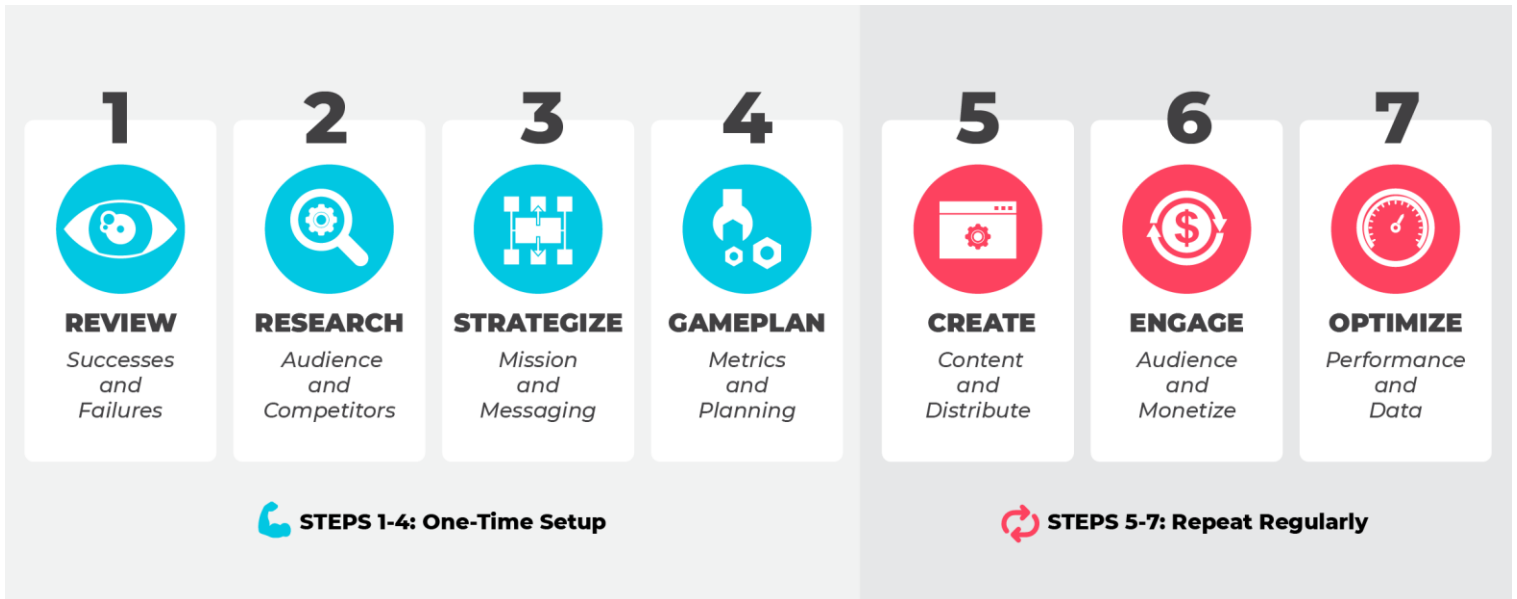 1
REVIEW
Successes
and
Failures
2
RESEARCH
Audience
and
Competitors
3
STRATEGIZE
Mission
and
Messaging
4
GAMEPLAN
Metrics
and
Planning
STEPS 1-4: One-Time Setup
5
CREATE
Content
and
Distribute
6
ENGAGE
$
Audience
and
Monetize
7
OPTIMIZE
Performance
and
Data
STEPS 5-7: Repeat Regularly